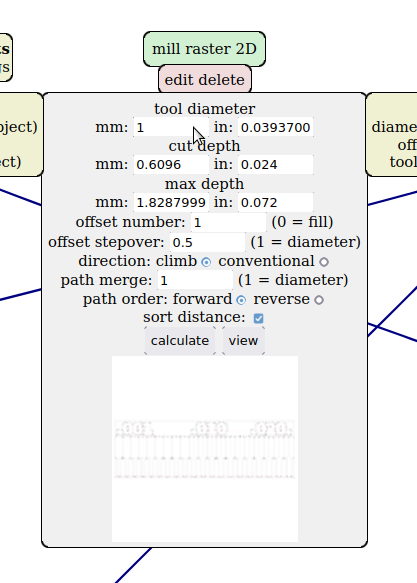 ts
gs
mill raster 2D
edit delete
tool diameter
mm: 1 in: 0.0393700
cut depth
mm: 0.6096 in: 0.024
max depth
mm: 1.8287999 in: 0.072
offset number: 1 (0 = fill)
offset stepover: 0.5 (1 = diameter)
direction: climb conventional
path merge: 1 (1 = diameter)
path order: forward reverse
sort distance:
calculate view
bject)
ct)
diame
off
tool